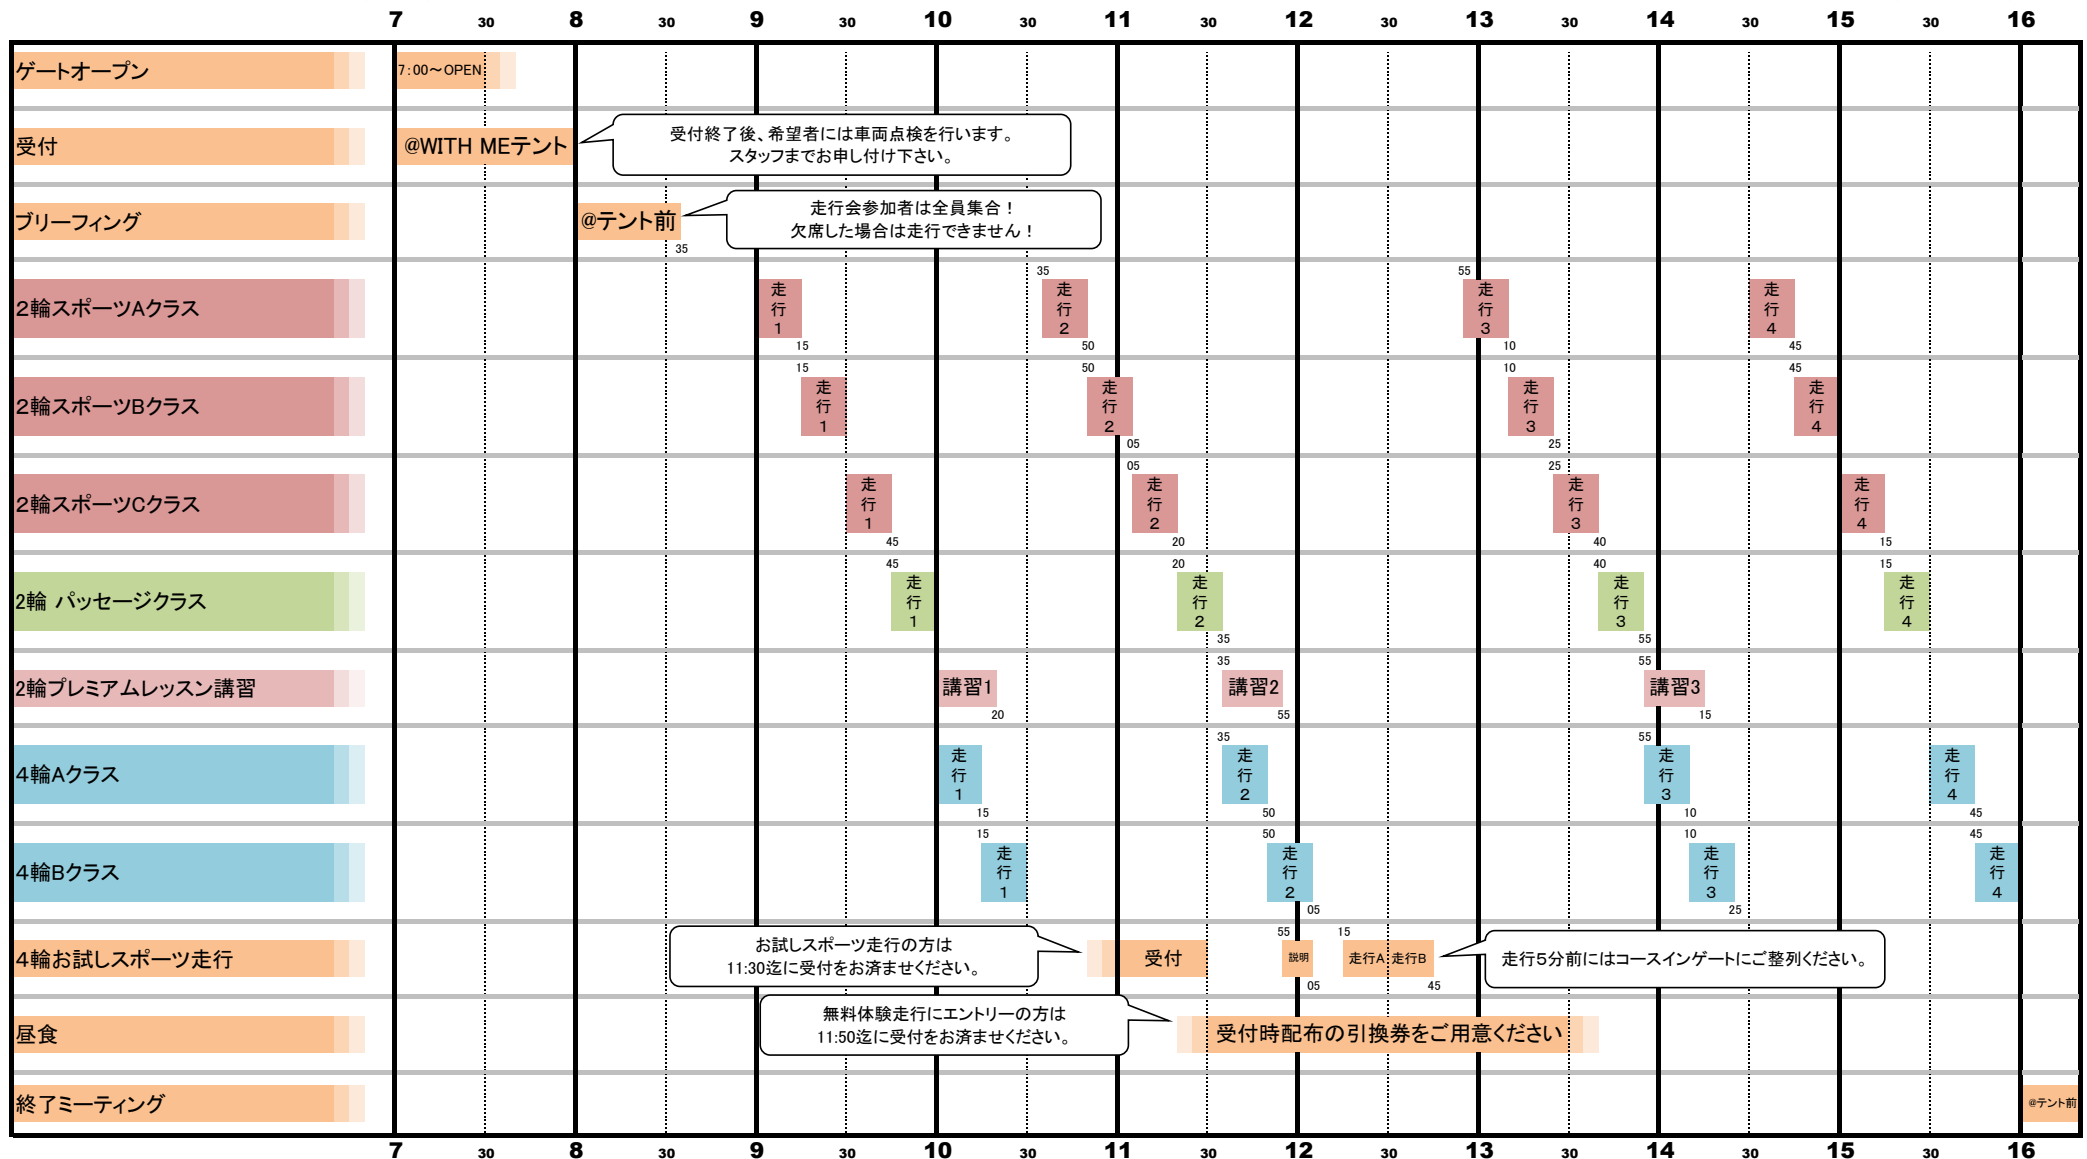 7 30 8 30 9 30 10 30 11 30 12 30 13 30 14 30 15 30 16
ゲートオープン
7:00～OPEN
受付
@WITH MEテント
受付終了後、希望者には車両点検を行います。
スタッフまでお申し付け下さい。
ブリーフィング
@テント前
35
走行会参加者は全員集合！
欠席した場合は走行できません！
35 55
2輪スポーツAクラス
走行1 走行2 走行3 走行4
15 50 10 45
15 50 10 45
2輪スポーツBクラス
走行1 走行2 走行3 走行4
05 25
05 25
2輪スポーツCクラス
走行1 走行2 走行3 走行4
45 20 40 15
45 20 40 15
2輪 パッセージクラス
走行1 走行2 走行3 走行4
35 55
35 55
2輪プレミアムレッスン講習
講習1 講習2 講習3
20 55 15
35 55
4輪Aクラス
走行1 走行2 走行3 走行4
15 50 10 45
15 50 10 45
4輪Bクラス
走行1 走行2 走行3 走行4
05 25
4輪お試しスポーツ走行
お試しスポーツ走行の方は
11:30迄に受付をお済ませください。
受付
55 15
説明 走行A 走行B
05 45
走行5分前にはコースインゲートにご整列ください。
昼食
無料体験走行にエントリーの方は
11:50迄に受付をお済ませください。
受付時配布の引換券をご用意ください
終了ミーティング
@テント前
7 30 8 30 9 30 10 30 11 30 12 30 13 30 14 30 15 30 16